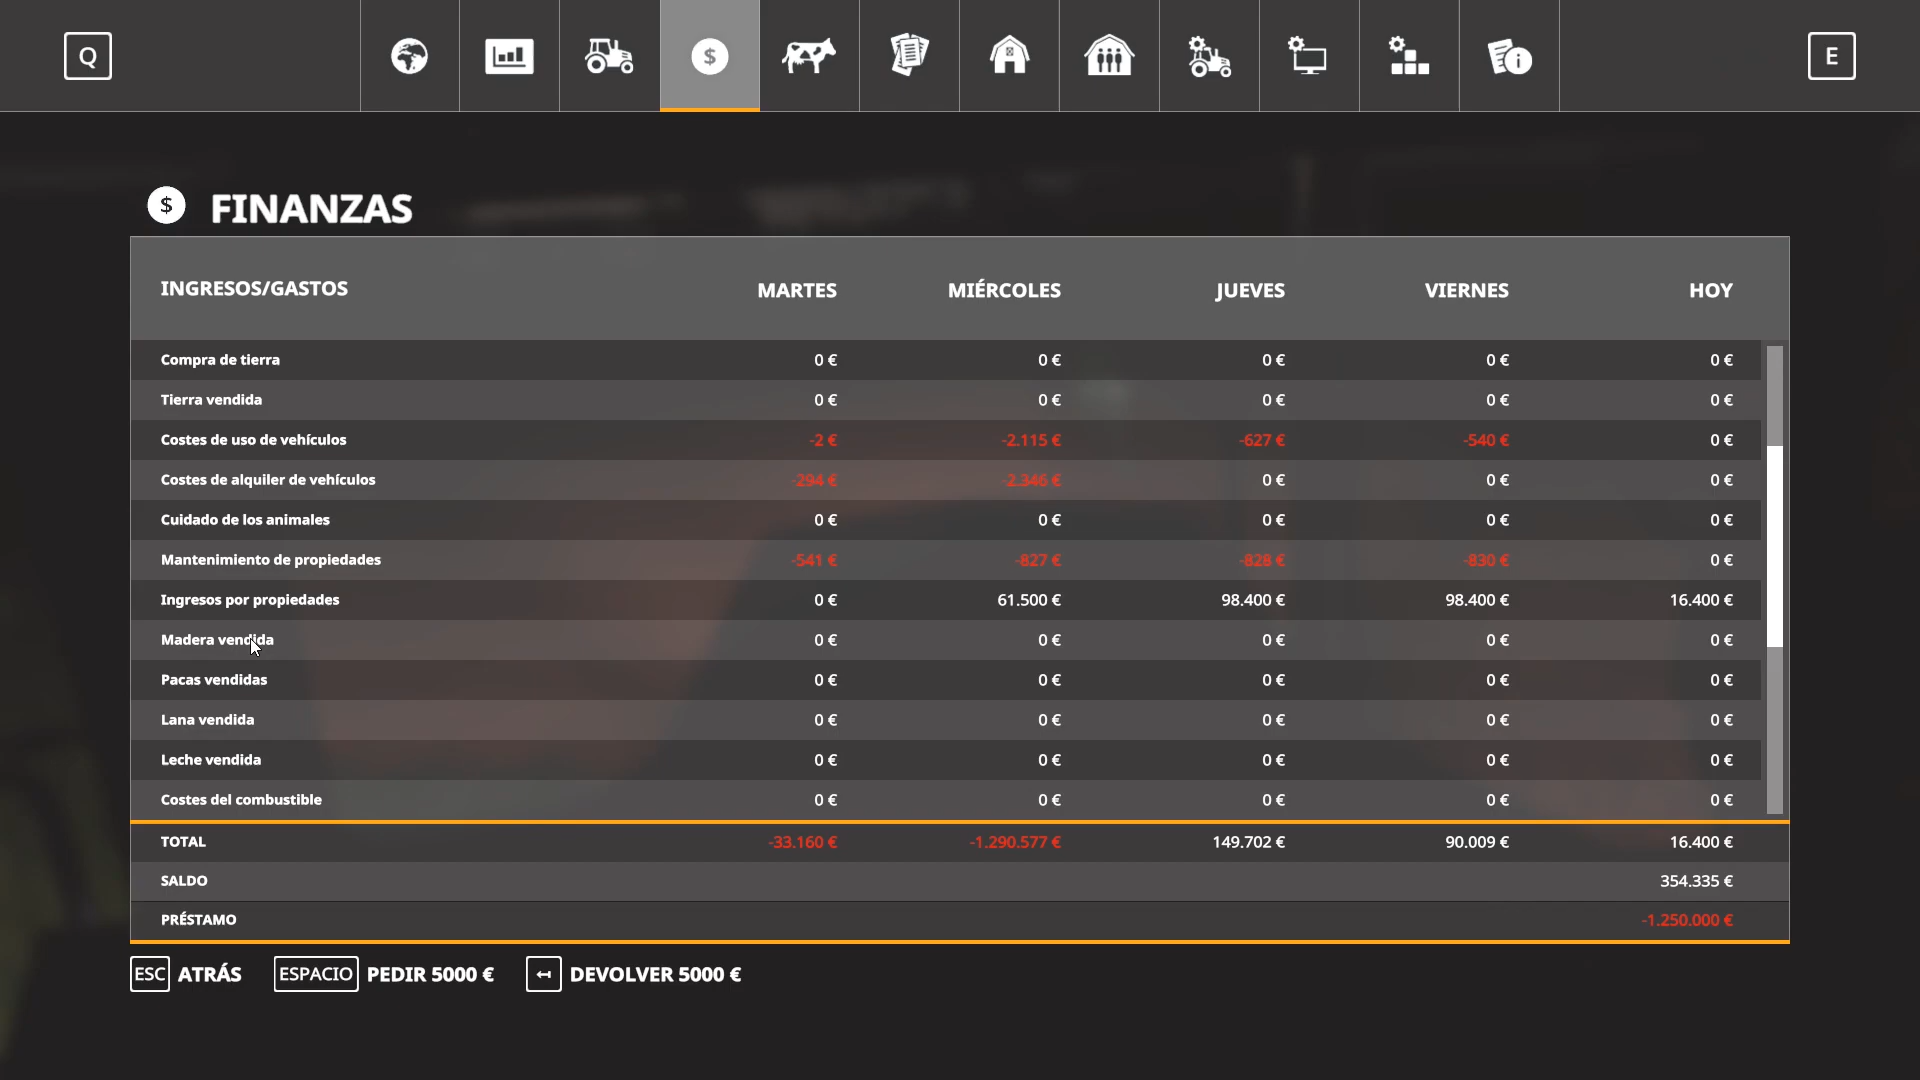 Q
E
$ FINANZAS
INGRESOS/GASTOS MARTES MIÉRCOLES JUEVES VIERNES HOY
Compra de tierra 0 € 0 € 0 € 0 € 0 €
Tierra vendida 0 € 0 € 0 € 0 € 0 €
Costes de uso de vehículos -2 € -2.115 € -627 € -540 € 0 €
Costes de alquiler de vehículos -294 € -2.346 € 0 € 0 € 0 €
Cuidado de los animales 0 € 0 € 0 € 0 € 0 €
Mantenimiento de propiedades -541 € -827 € -828 € -830 € 0 €
Ingresos por propiedades 0 € 61.500 € 98.400 € 98.400 € 16.400 €
Madera vendida 0 € 0 € 0 € 0 € 0 €
Pacas vendidas 0 € 0 € 0 € 0 € 0 €
Lana vendida 0 € 0 € 0 € 0 € 0 €
Leche vendida 0 € 0 € 0 € 0 € 0 €
Costes del combustible 0 € 0 € 0 € 0 € 0 €
TOTAL -33.160 € -1.290.577 € 149.702 € 90.009 € 16.400 €
SALDO 354.335 €
PRÉSTAMO -1.250.000 €
ESC ATRÁS ESPACIO PEDIR 5000 € ↔ DEVOLVER 5000 €